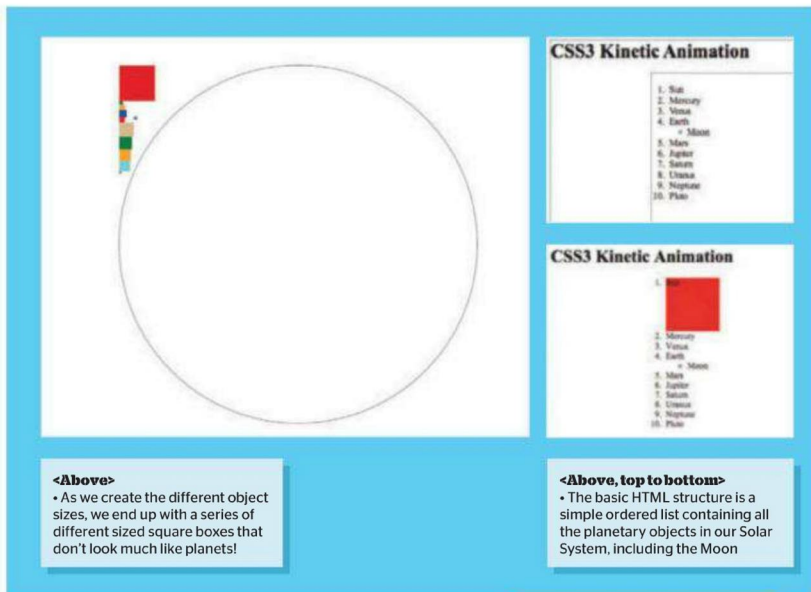 CSS3 Kinetic Animation
1. Sun
2. Mercury
3. Venus
4. Earth
Moon
5. Mars
6. Jupiter
7. Saturn
8. Uranus
9. Neptune
10. Pluto
CSS3 Kinetic Animation
1. Sun
2. Mercury
3. Venus
4. Earth
Moon
5. Mars
6. Jupiter
7. Saturn
8. Uranus
9. Neptune
10. Pluto
<Above>
• As we create the different object
sizes, we end up with a series of
different sized square boxes that
don't look much like planets!
<Above, top to bottom>
• The basic HTML structure is a
simple ordered list containing all
the planetary objects in our Solar
System, including the Moon